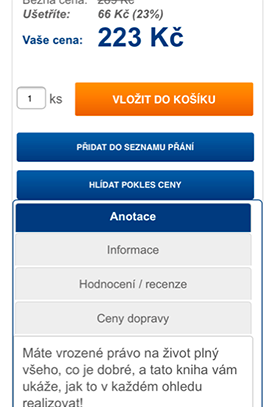 Běžná cena: 289 Kč
Ušetříte: 66 Kč (23%)
Vaše cena: 223 Kč
1 ks
VLOŽIT DO KOŠÍKU
PŘIDAT DO SEZNAMU PŘÁNÍ
HLÍDAT POKLES CENY
Anotace
Informace
Hodnocení / recenze
Ceny dopravy
Máte vrozené právo na život plný
všeho, co je dobré, a tato kniha vám
ukáže, jak to v každém ohledu
realizovat!